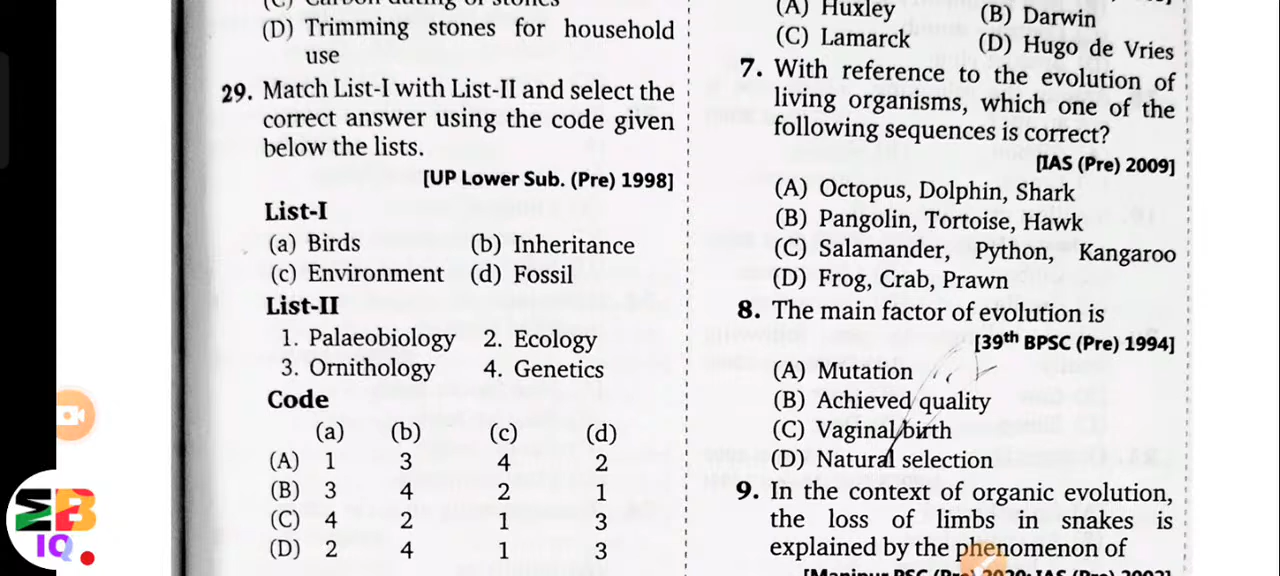 (D) Trimming stones for household
use
29. Match List-I with List-II and select the
correct answer using the code given
below the lists.
[UP Lower Sub. (Pre) 1998]
List-I
(a) Birds (b) Inheritance
(c) Environment (d) Fossil
List-II
1. Palaeobiology 2. Ecology
3. Ornithology 4. Genetics
Code
(a) (b) (c) (d)
(A) 1 3 4 2
(B) 3 4 2 1
(C) 4 2 1 3
(D) 2 4 1 3
(A) Huxley (B) Darwin
(C) Lamarck (D) Hugo de Vries
7. With reference to the evolution of
living organisms, which one of the
following sequences is correct?
[IAS (Pre) 2009]
(A) Octopus, Dolphin, Shark
(B) Pangolin, Tortoise, Hawk
(C) Salamander, Python, Kangaroo
(D) Frog, Crab, Prawn
8. The main factor of evolution is
[39th BPSC (Pre) 1994]
(A) Mutation
(B) Achieved quality
(C) Vaginal birth
(D) Natural selection
9. In the context of organic evolution,
the loss of limbs in snakes is
explained by the phenomenon of
MB
IQ